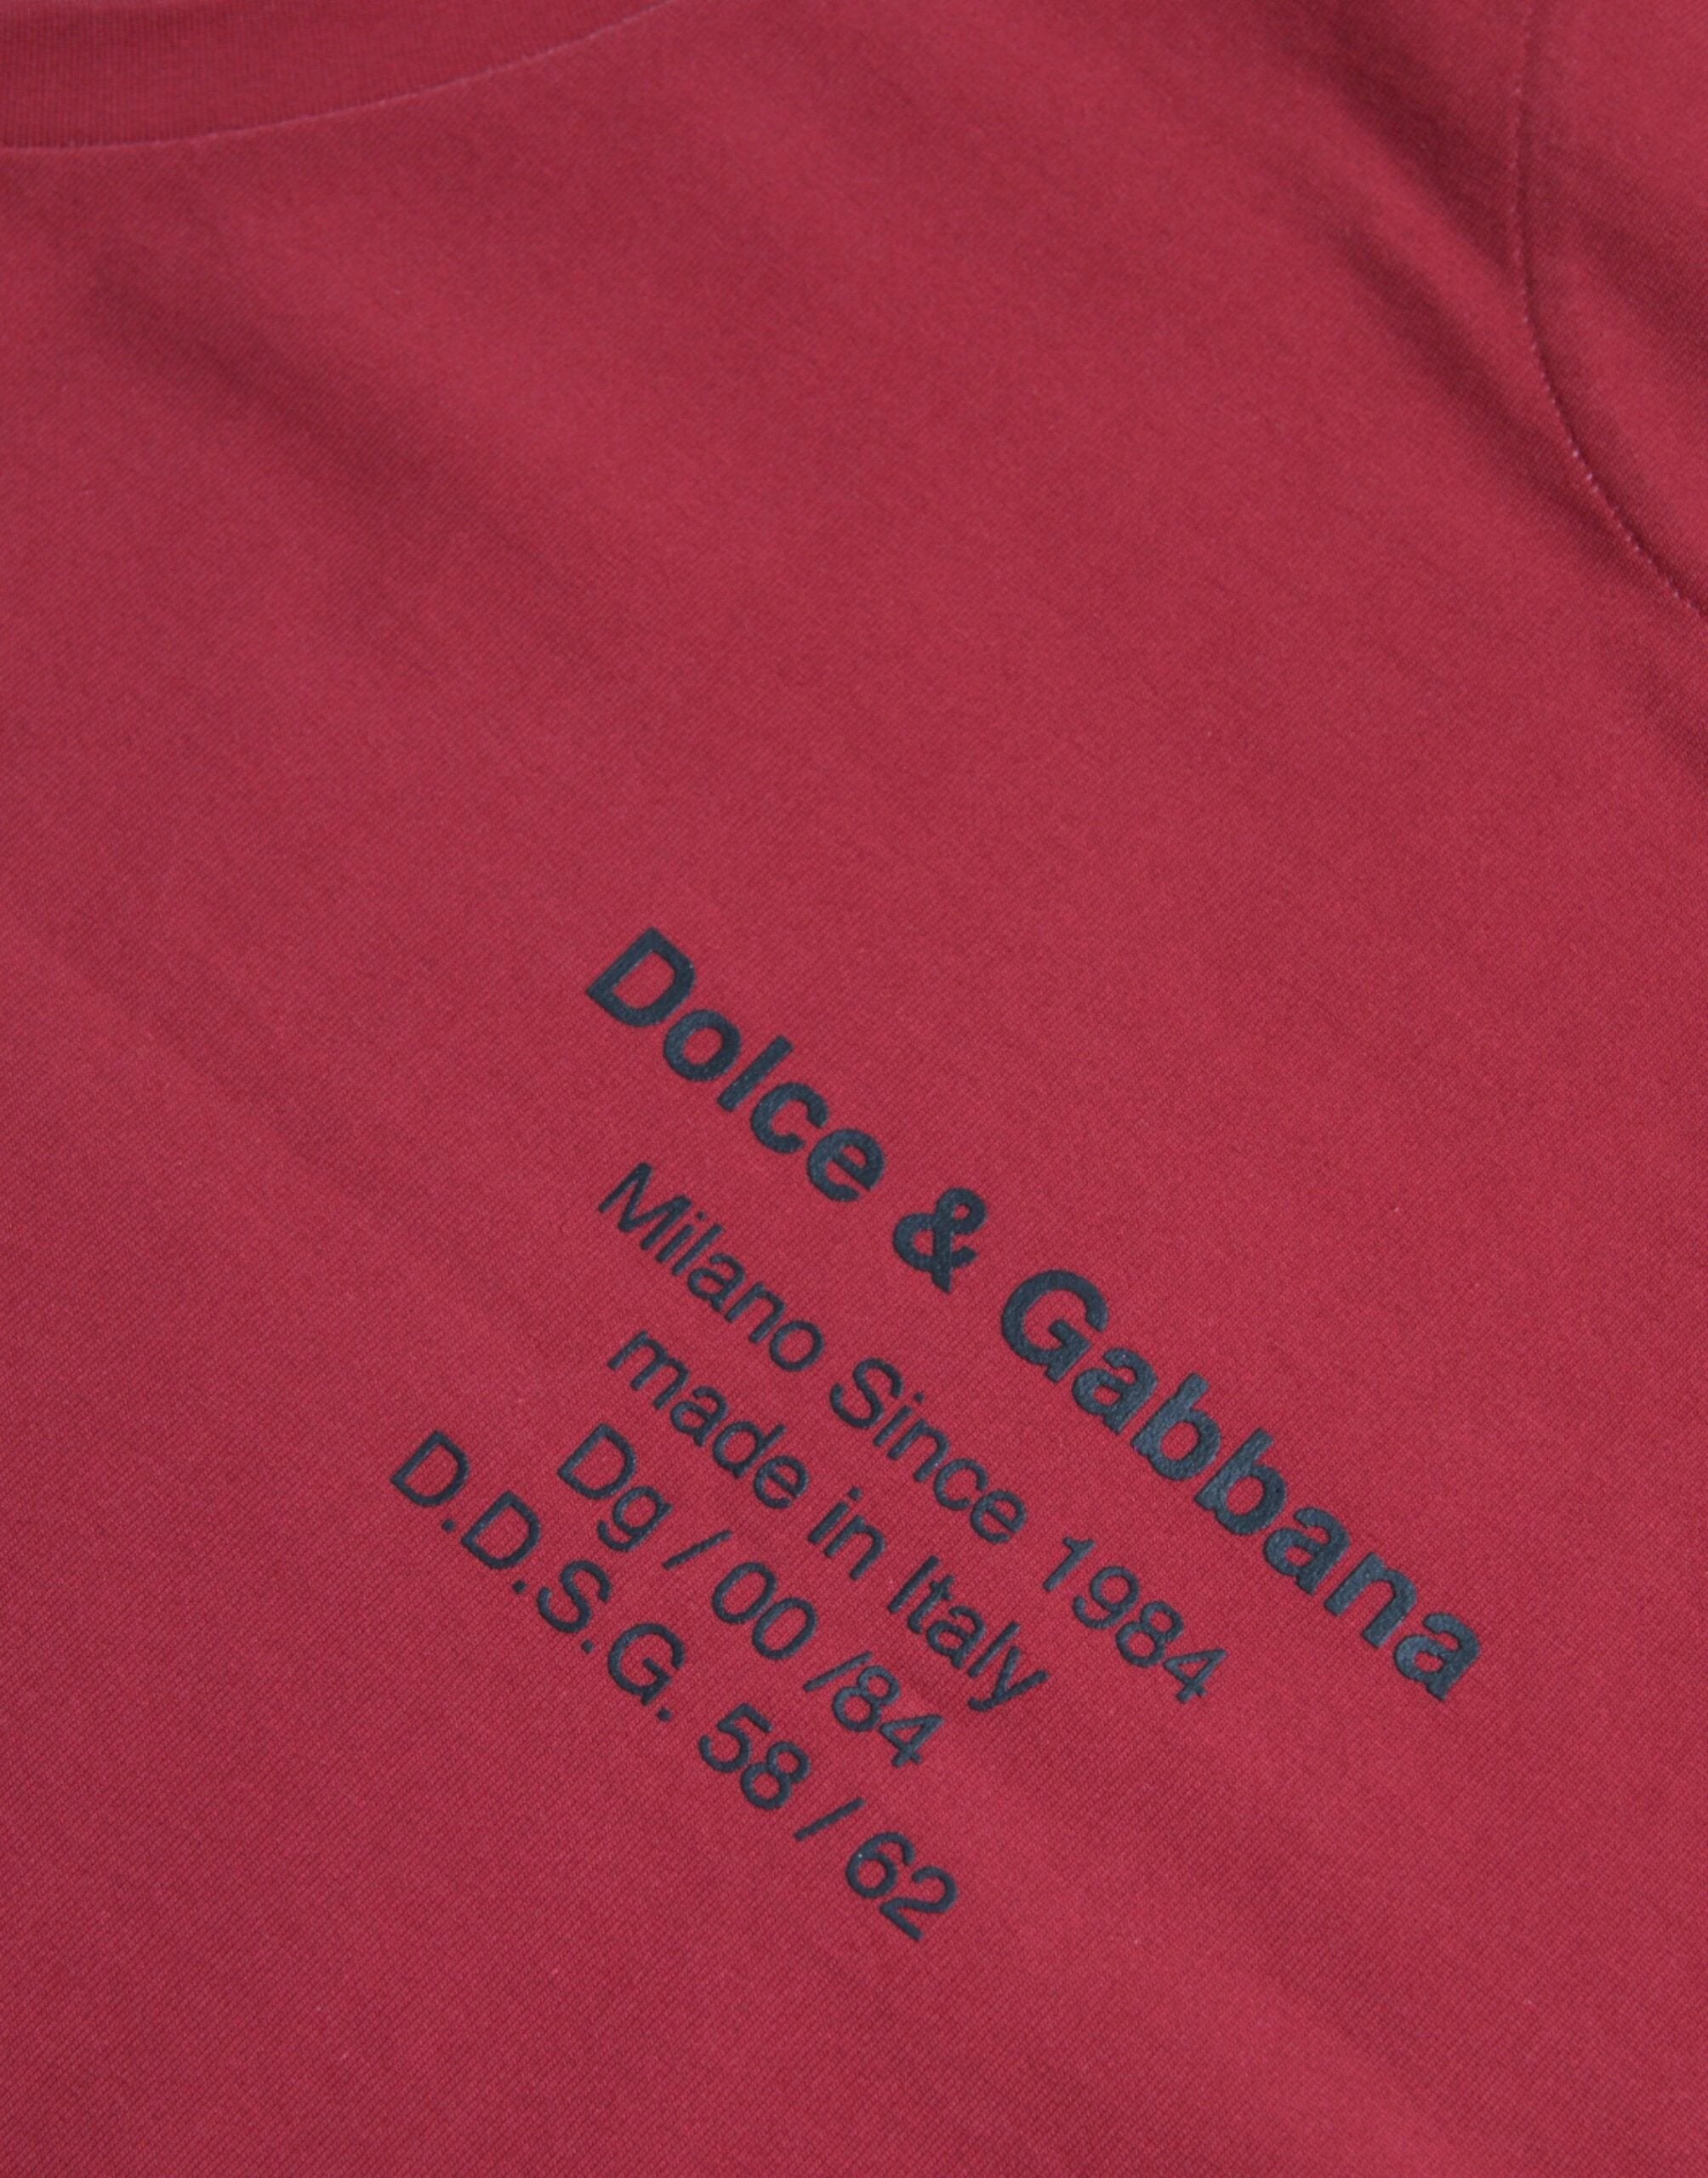 Dolce & Gabbana
Milano Since 1984
made in Italy
Dg / 00 /84
D.D.S.G. 58 / 62